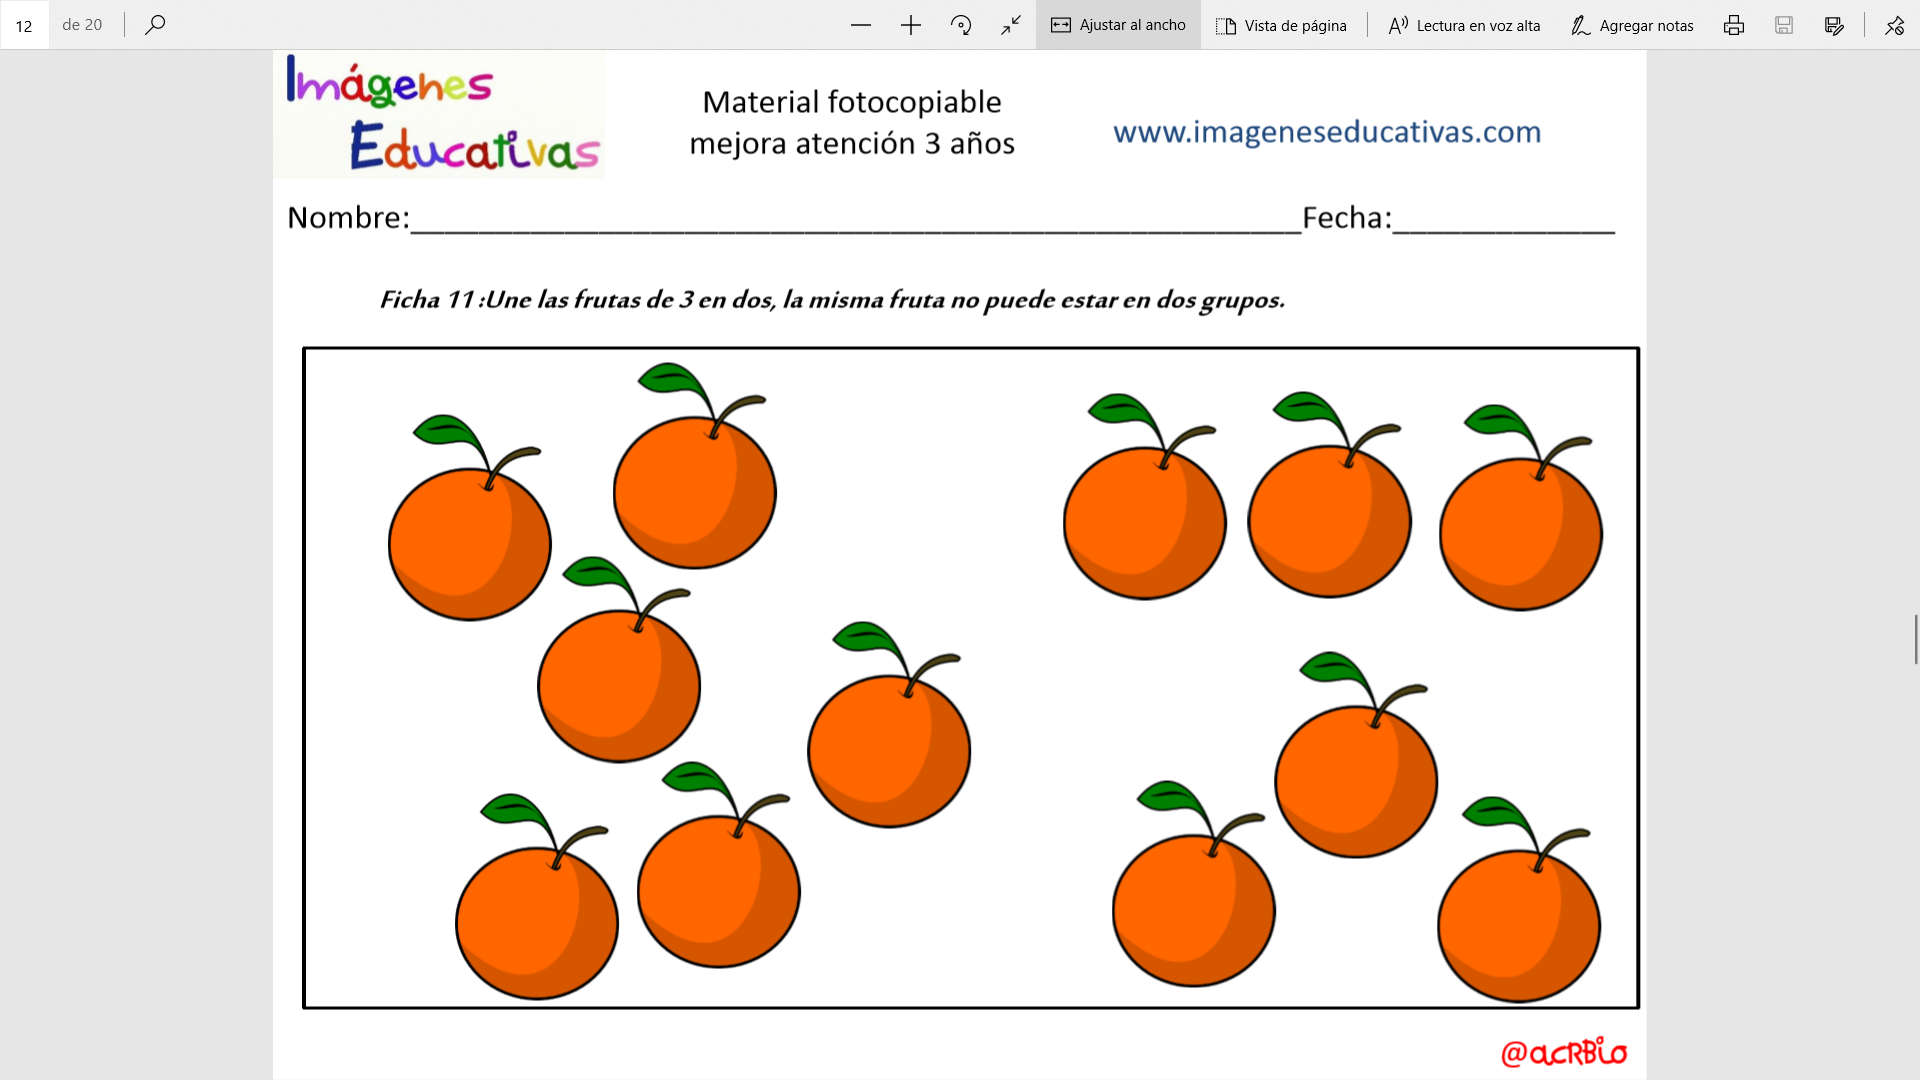 12 de 20 Ajustar al ancho Vista de página Lectura en voz alta Agregar notas
Imágenes
Educativas
Material fotocopiable
mejora atención 3 años
www.imageneseducativas.com
Nombre:____________________________________________________Fecha:_____________
Ficha 11 :Une las frutas de 3 en dos, la misma fruta no puede estar en dos grupos.
@acRBio